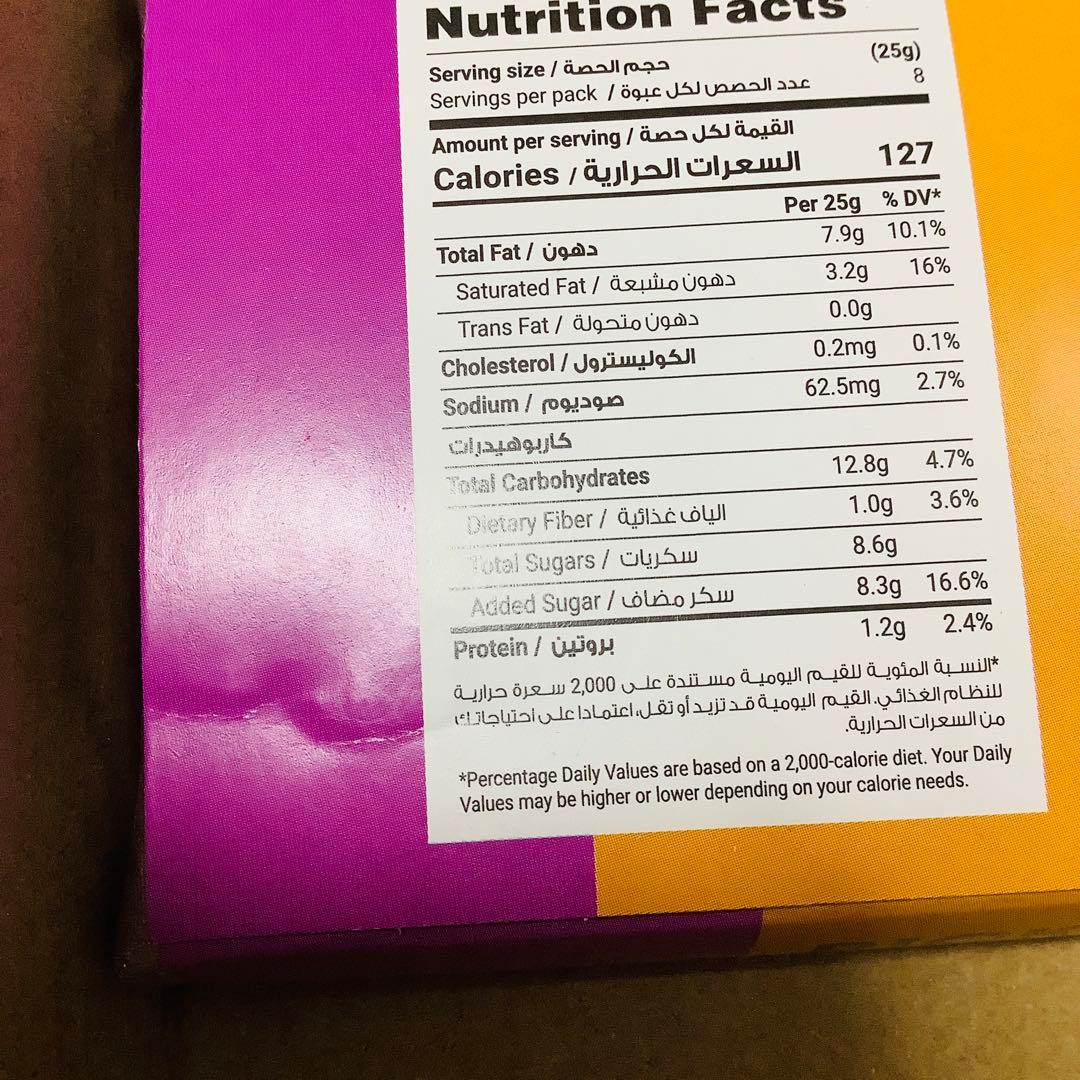 Nutrition Facts
Serving size / حجم الحصة (25g)
Servings per pack / عدد الحصص لكل عبوة 8
Amount per serving / القيمة لكل حصة
Calories / السعرات الحرارية 127
Per 25g % DV*
Total Fat / دهون 7.9g 10.1%
Saturated Fat / دهون مشبعة 3.2g 16%
Trans Fat / دهون متحولة 0.0g
Cholesterol / الكوليسترول 0.2mg 0.1%
Sodium / صوديوم 62.5mg 2.7%
كاربوهيدرات
Total Carbohydrates 12.8g 4.7%
Dietary Fiber / الياف غذائية 1.0g 3.6%
Total Sugars / سكريات 8.6g
Added Sugar / سكر مضاف 8.3g 16.6%
Protein / بروتين 1.2g 2.4%
*النسبة المئوية للقيم اليومية مستندة على 2,000 سعرة حرارية
للنظام الغذائي. القيم اليومية قد تزيد أو تقل، اعتمادا على احتياجاتك
من السعرات الحرارية.
*Percentage Daily Values are based on a 2,000-calorie diet. Your Daily
Values may be higher or lower depending on your calorie needs.